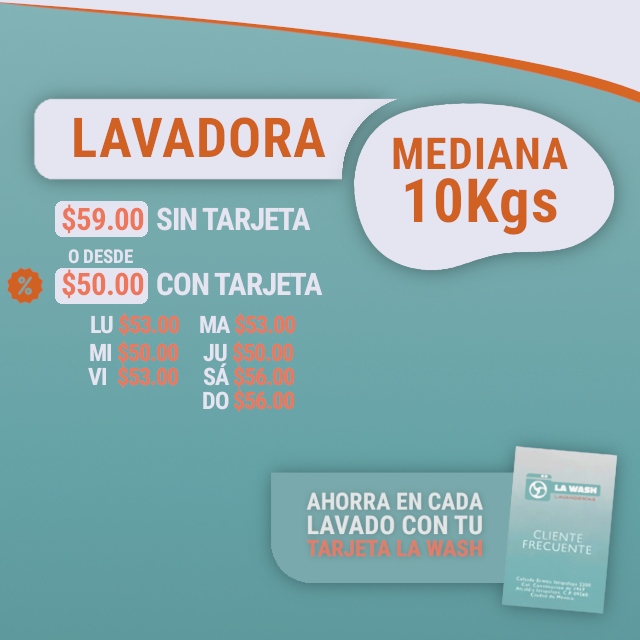 LAVADORA
MEDIANA
10Kgs
$59.00 SIN TARJETA
O DESDE
% $50.00 CON TARJETA
LU $53.00 MA $53.00
MI $50.00 JU $50.00
VI $53.00 SÁ $56.00
DO $56.00
AHORRA EN CADA
LAVADO CON TU
TARJETA LA WASH
LA WASH
LAVANDERÍA
CLIENTE
FRECUENTE